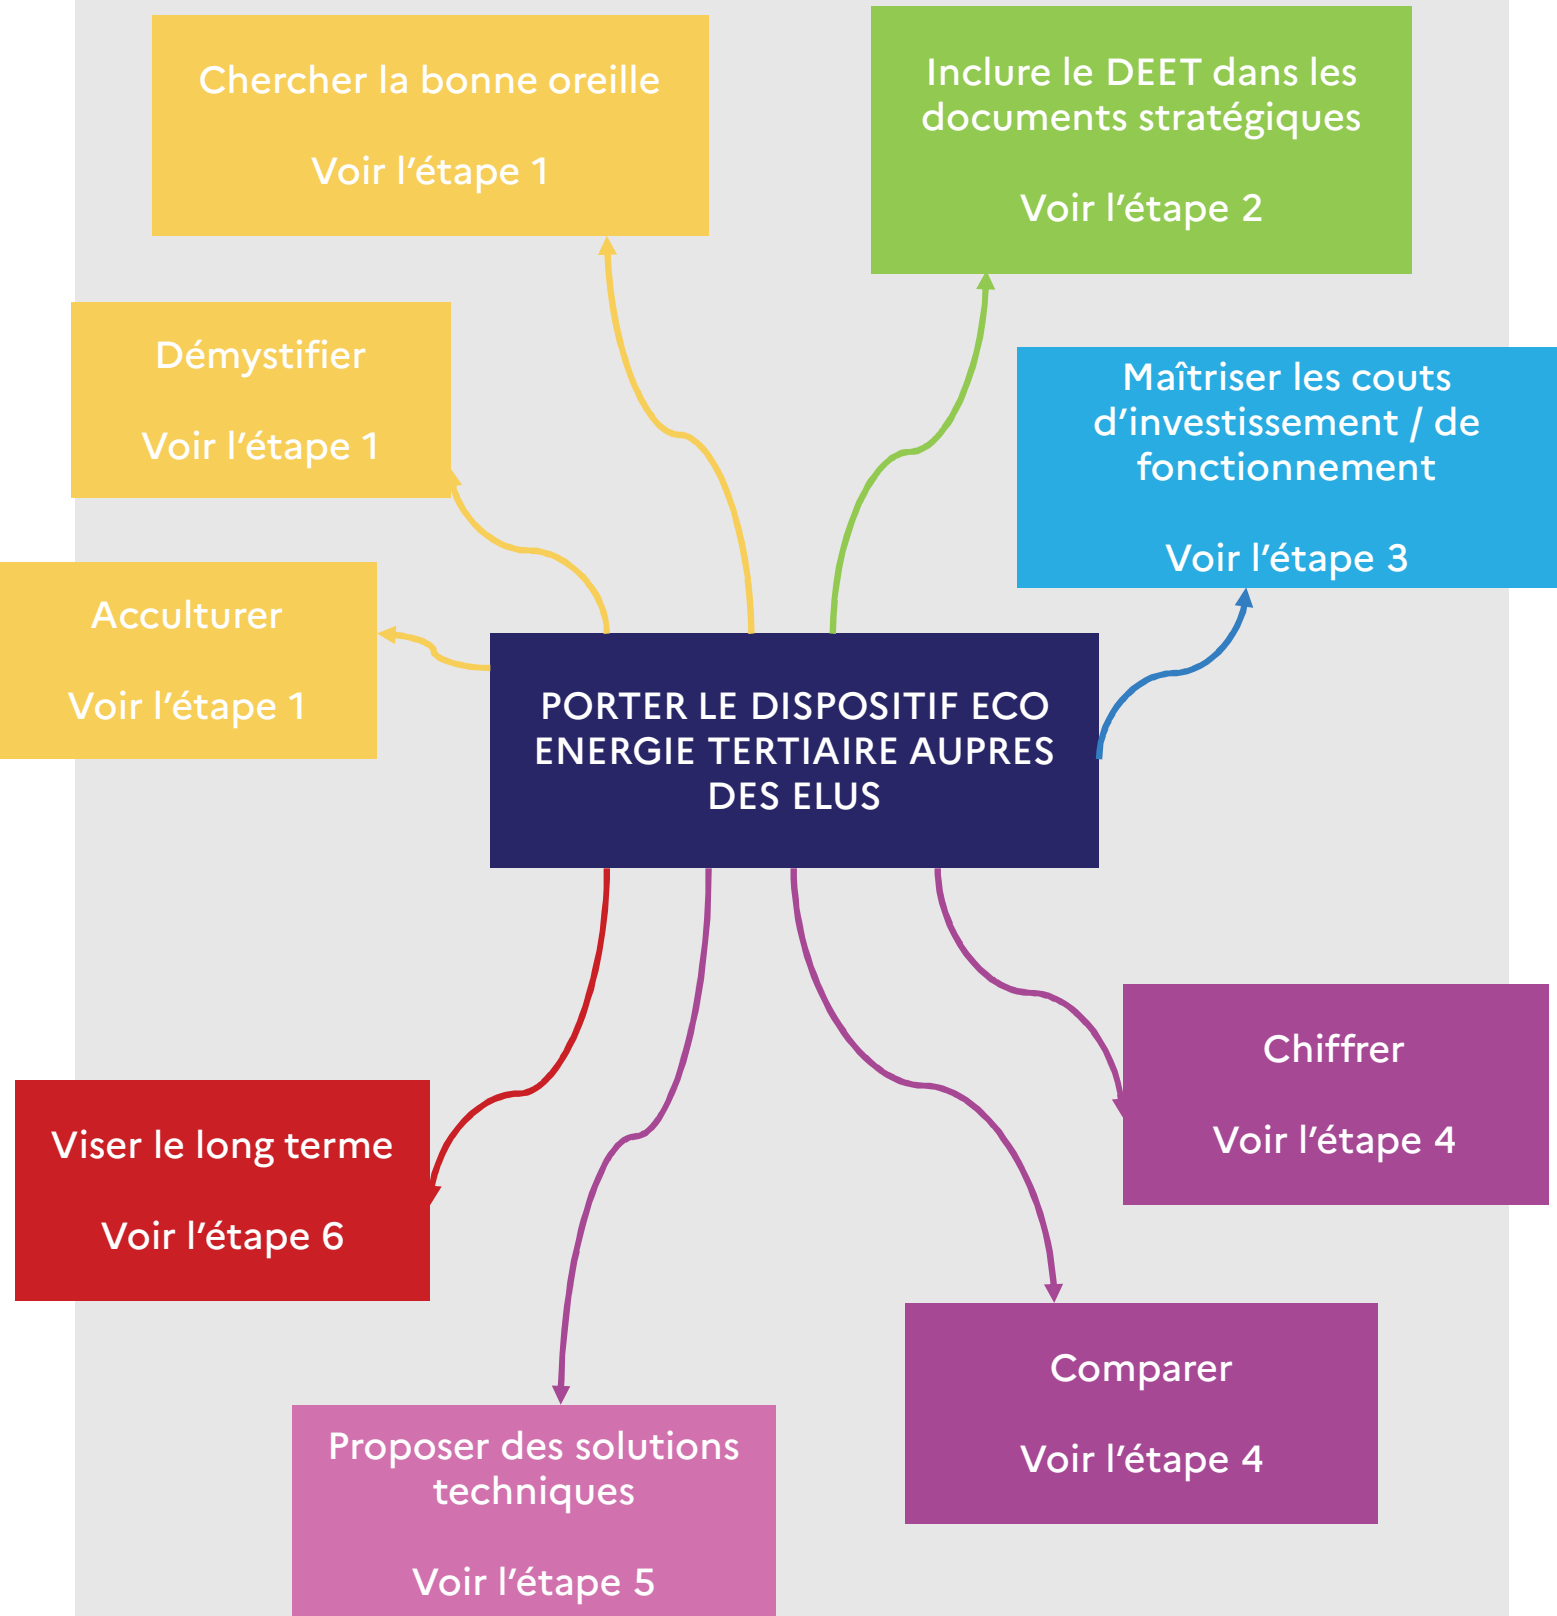 Chercher la bonne oreille
Voir l’étape 1
Inclure le DEET dans les
documents stratégiques
Voir l’étape 2
Démystifier
Voir l’étape 1
Maîtriser les couts
d’investissement / de
fonctionnement
Voir l’étape 3
Acculturer
Voir l’étape 1
PORTER LE DISPOSITIF ECO
ENERGIE TERTIAIRE AUPRES
DES ELUS
Chiffrer
Voir l’étape 4
Viser le long terme
Voir l’étape 6
Comparer
Voir l’étape 4
Proposer des solutions
techniques
Voir l’étape 5